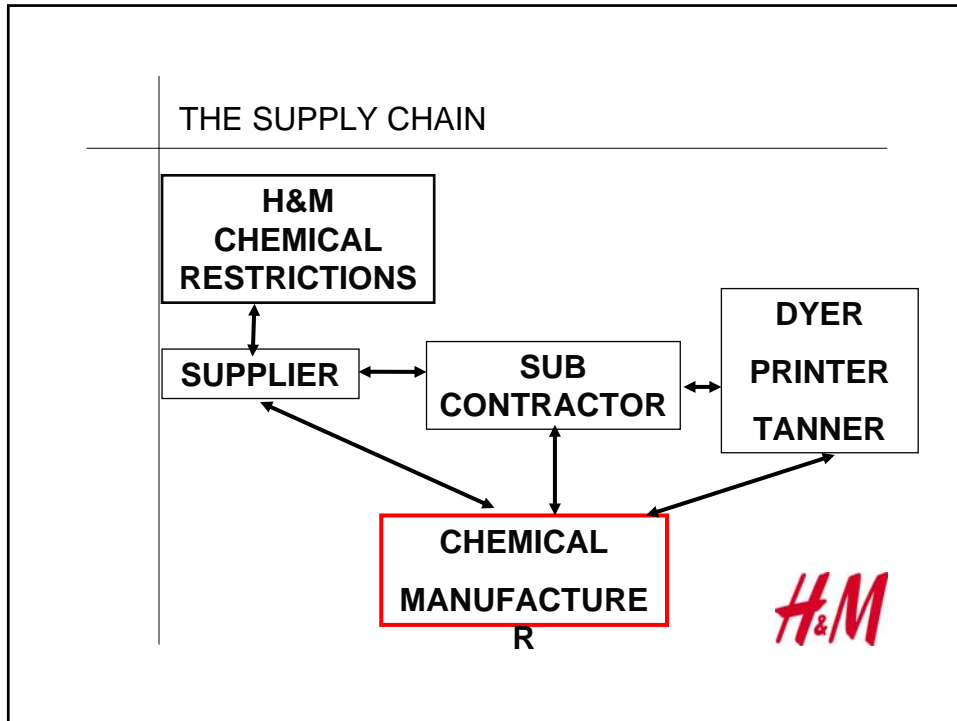 THE SUPPLY CHAIN
H&M
CHEMICAL
RESTRICTIONS
SUPPLIER
SUB
CONTRACTOR
DYER
PRINTER
TANNER
CHEMICAL
MANUFACTURE
R
H&M